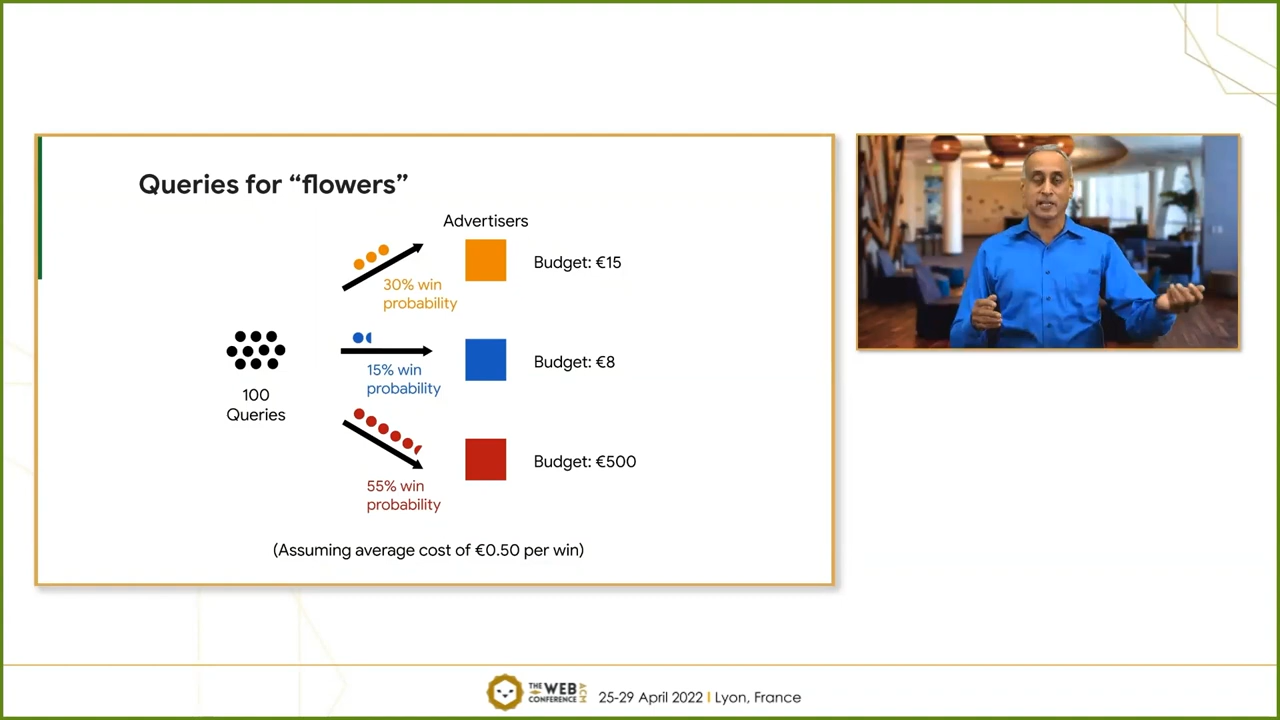 Queries for “flowers”
Advertisers
Budget: €15
30% win
probability
Budget: €8
15% win
probability
100
Queries
Budget: €500
55% win
probability
(Assuming average cost of €0.50 per win)
THE WEB
CONFERENCE
ACM
25-29 April 2022 I Lyon, France